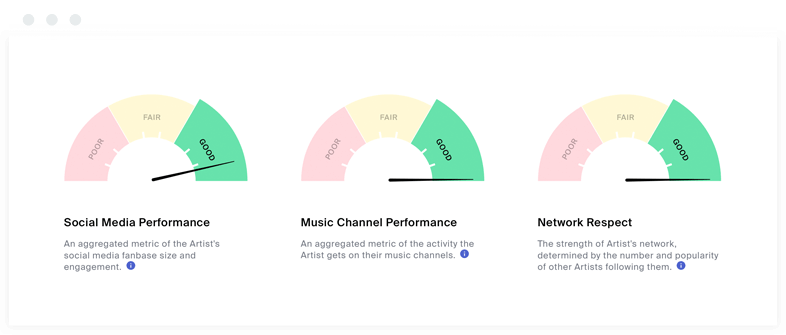 POOR
FAIR
GOOD
Social Media Performance
An aggregated metric of the Artist's
social media fanbase size and
engagement.
POOR
FAIR
GOOD
Music Channel Performance
An aggregated metric of the activity the
Artist gets on their music channels.
POOR
FAIR
GOOD
Network Respect
The strength of Artist's network,
determined by the number and popularity
of other Artists following them.